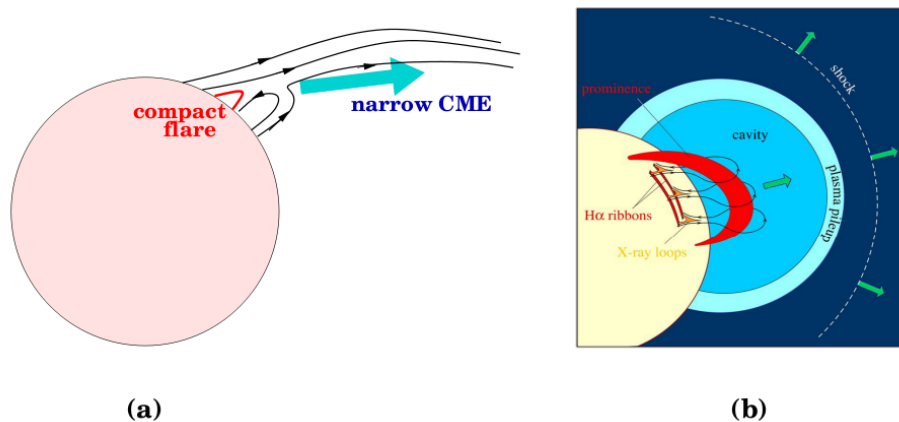 compact
flare
narrow CME
(a)
prominence
shock
cavity
plasma pileup
Hα ribbons
X-ray loops
(b)